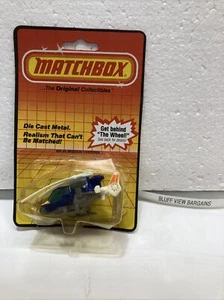 MATCHBOX
...The Original Collectibles
Die Cast Metal.
Realism That Can't
Be Matched!
Get behind
"The Wheel!"
BLUFF VIEW BARGAINS